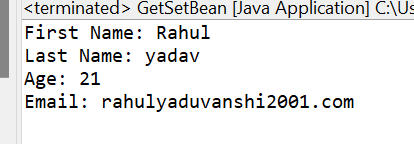 <terminated> GetSetBean [Java Application] C:\Us
First Name: Rahul
Last Name: yadav
Age: 21
Email: rahulyaduvanshi2001.com